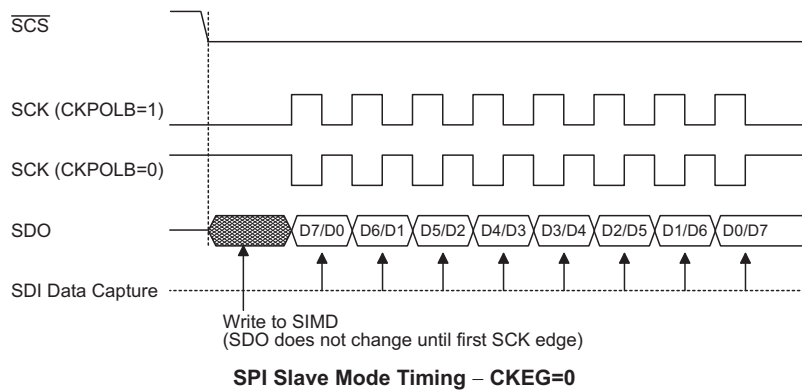 SCS
SCK (CKPOLB=1)
SCK (CKPOLB=0)
SDO D7/D0 D6/D1 D5/D2 D4/D3 D3/D4 D2/D5 D1/D6 D0/D7
SDI Data Capture
Write to SIMD
(SDO does not change until first SCK edge)
SPI Slave Mode Timing – CKEG=0